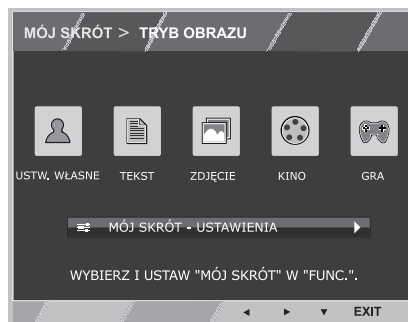 MÓJ SKRÓT > TRYB OBRAZU
USTW. WŁASNE TEKST ZDJĘCIE KINO GRA
MÓJ SKRÓT - USTAWIENIA
WYBIERZ I USTAW "MÓJ SKRÓT" W "FUNC.".
EXIT